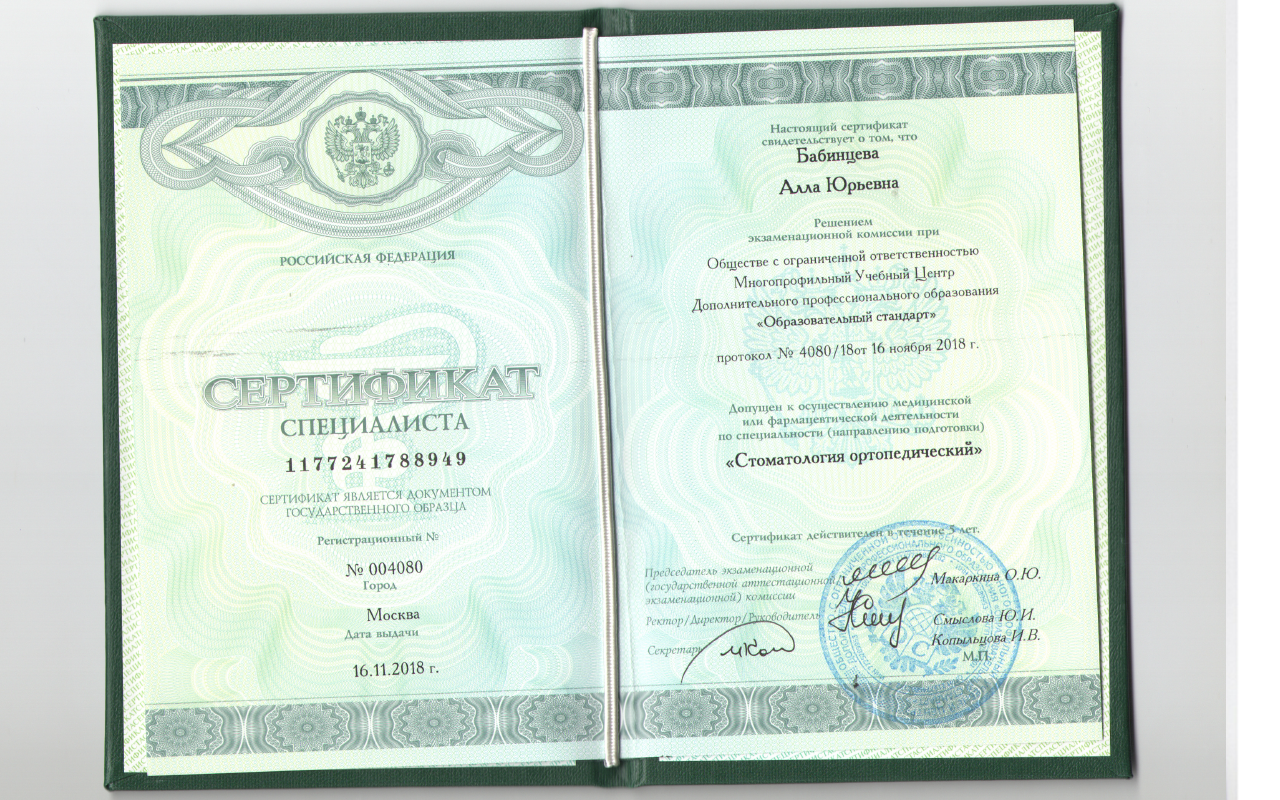 РОССИЙСКАЯ ФЕДЕРАЦИЯ
СЕРТИФИКАТ
СПЕЦИАЛИСТА
1177241788949
СЕРТИФИКАТ ЯВЛЯЕТСЯ ДОКУМЕНТОМ
ГОСУДАРСТВЕННОГО ОБРАЗЦА
Регистрационный №
№ 004080
Город
Москва
Дата выдачи
16.11.2018 г.
Настоящий сертификат
свидетельствует о том, что
Бабинцева
Алла Юрьевна
Решением
экзаменационной комиссии при
Обществе с ограниченной ответственностью
Многопрофильный Учебный Центр
Дополнительного профессионального образования
«Образовательный стандарт»
протокол № 4080/18от 16 ноября 2018 г.
Допущен к осуществлению медицинской
или фармацевтической деятельности
по специальности (направлению подготовки)
«Стоматология ортопедический»
Сертификат действителен в течение 5 лет.
Председатель экзаменационной
(государственной аттестационной,
экзаменационной) комиссии
Макаркина О.Ю.
Ректор/Директор/Руководитель
Смыслова Ю.И.
Копыльцова И.В.
Секретарь
М.П.